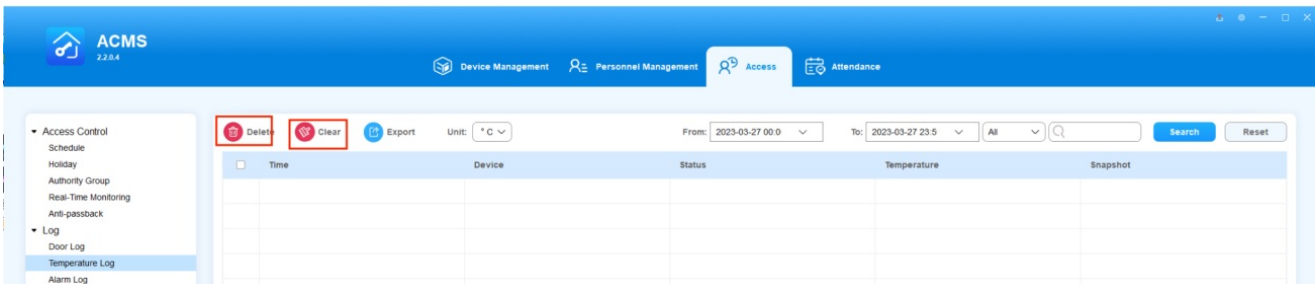 ACMS
2.2.0.4
Device Management Personnel Management Access Attendance
Access Control
Schedule
Holiday
Authority Group
Real-Time Monitoring
Anti-passback
Log
Door Log
Temperature Log
Alarm Log
Delete Clear Export Unit: °C From: 2023-03-27 00:0 To: 2023-03-27 23:5 All Search Reset
Time Device Status Temperature Snapshot